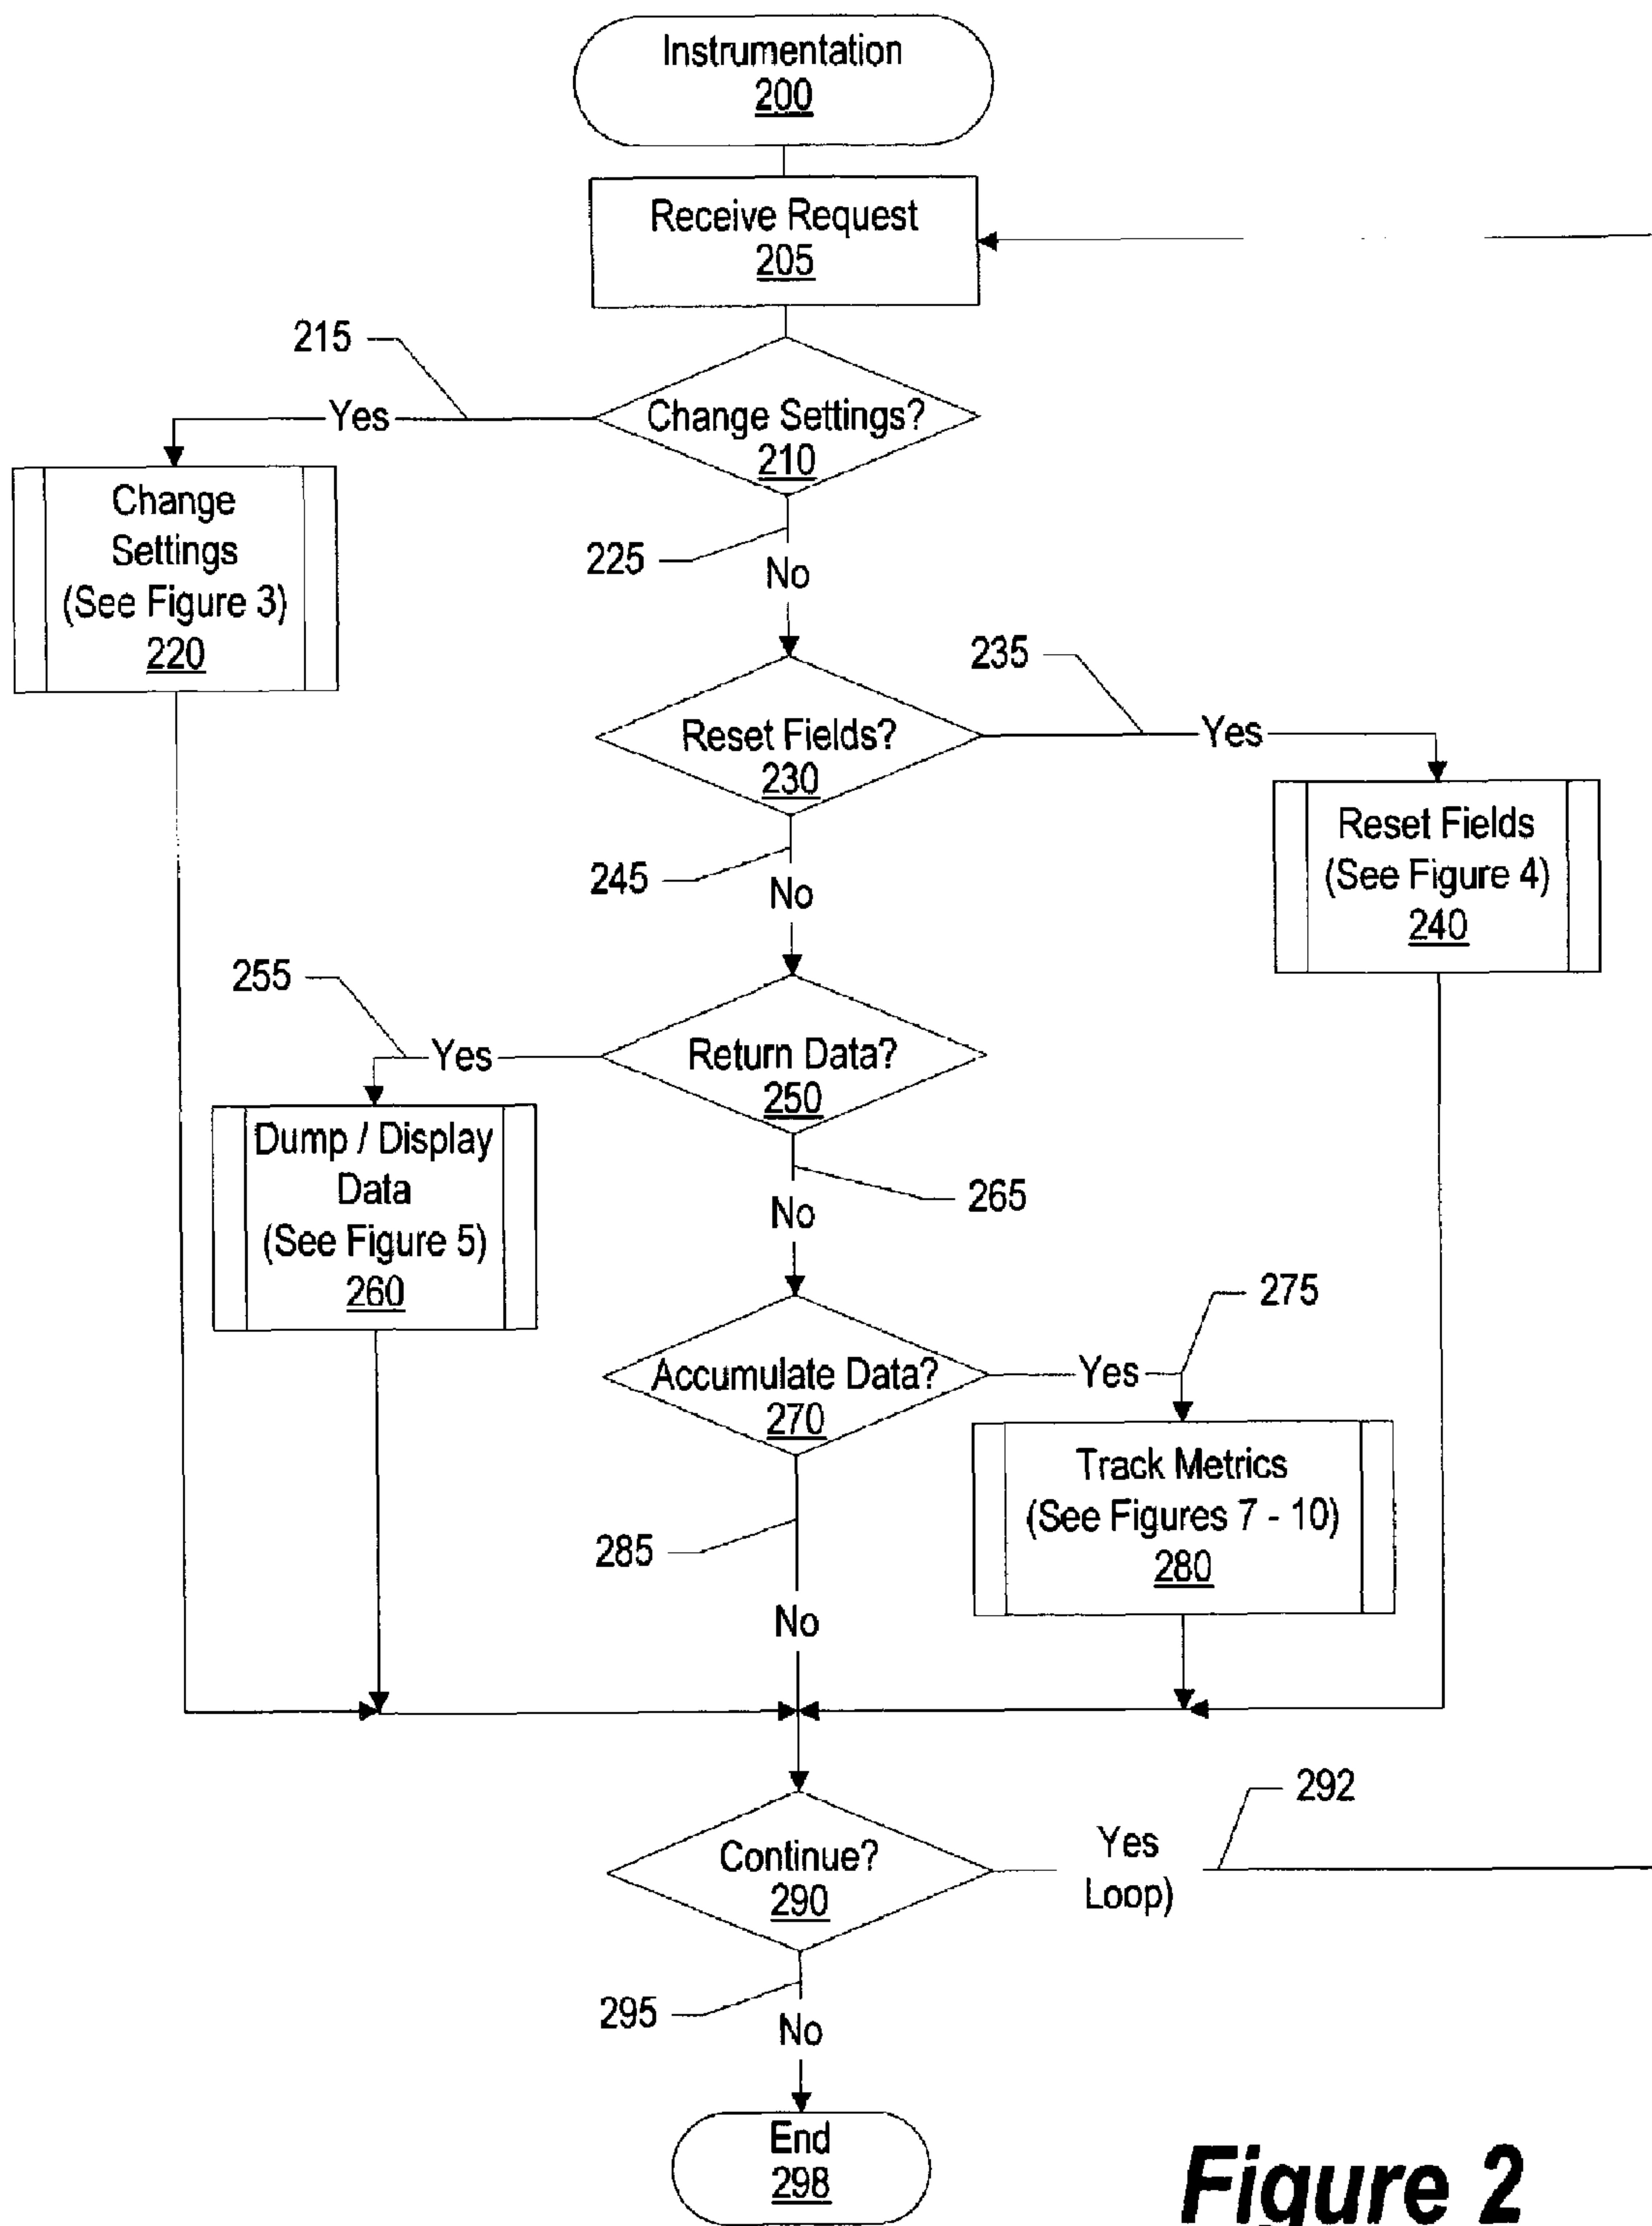 Instrumentation
200
Receive Request
205
215
Yes
Change Settings?
210
Change
Settings
(See Figure 3)
220
225
No
235
Reset Fields?
230
Yes
Reset Fields
(See Figure 4)
240
245
No
255
Yes
Return Data?
250
Dump / Display
Data
(See Figure 5)
260
265
No
275
Accumulate Data?
270
Yes
Track Metrics
(See Figures 7 - 10)
280
285
No
292
Continue?
290
Yes
Loop)
295
No
End
298
Figure 2